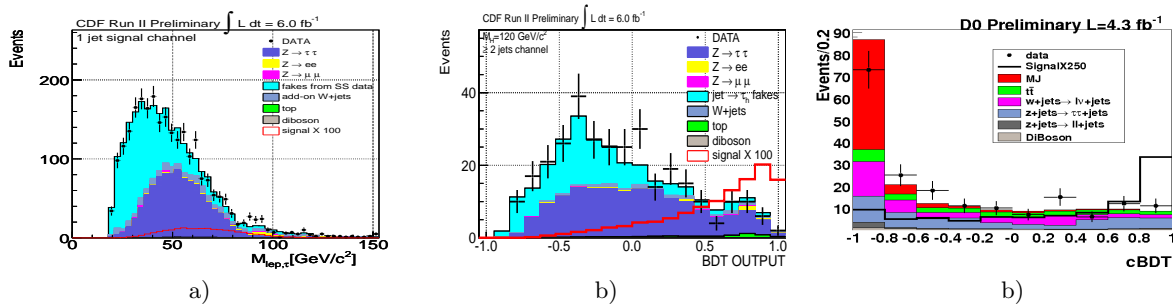 CDF Run II Preliminary ∫ L dt = 6.0 fb⁻¹
1 jet signal channel
Events
200
100
0
0
50
100
150
M_lep,τ[GeV/c²]
DATA
Z → τ τ
Z → ee
Z → μ μ
fakes from SS data
add-on W+jets
top
diboson
signal X 100
a)
CDF Run II Preliminary ∫ L dt = 6.0 fb⁻¹
M_H=120 GeV/c²
≥ 2 jets channel
Events
40
20
0
-1.0
-0.5
0.0
0.5
1.0
BDT OUTPUT
DATA
Z → τ τ
Z → ee
Z → μ μ
jet → τ_h fakes
W+jets
top
diboson
signal X 100
b)
D0 Preliminary L=4.3 fb⁻¹
Events/0.2
90
80
70
60
50
40
30
20
10
-1 -0.8 -0.6 -0.4 -0.2 -0 0.2 0.4 0.6 0.8 1
cBDT
data
SignalX250
MJ
tt̄
w+jets→ lν+jets
z+jets→ ττ+jets
z+jets→ ll+jets
DiBoson
b)